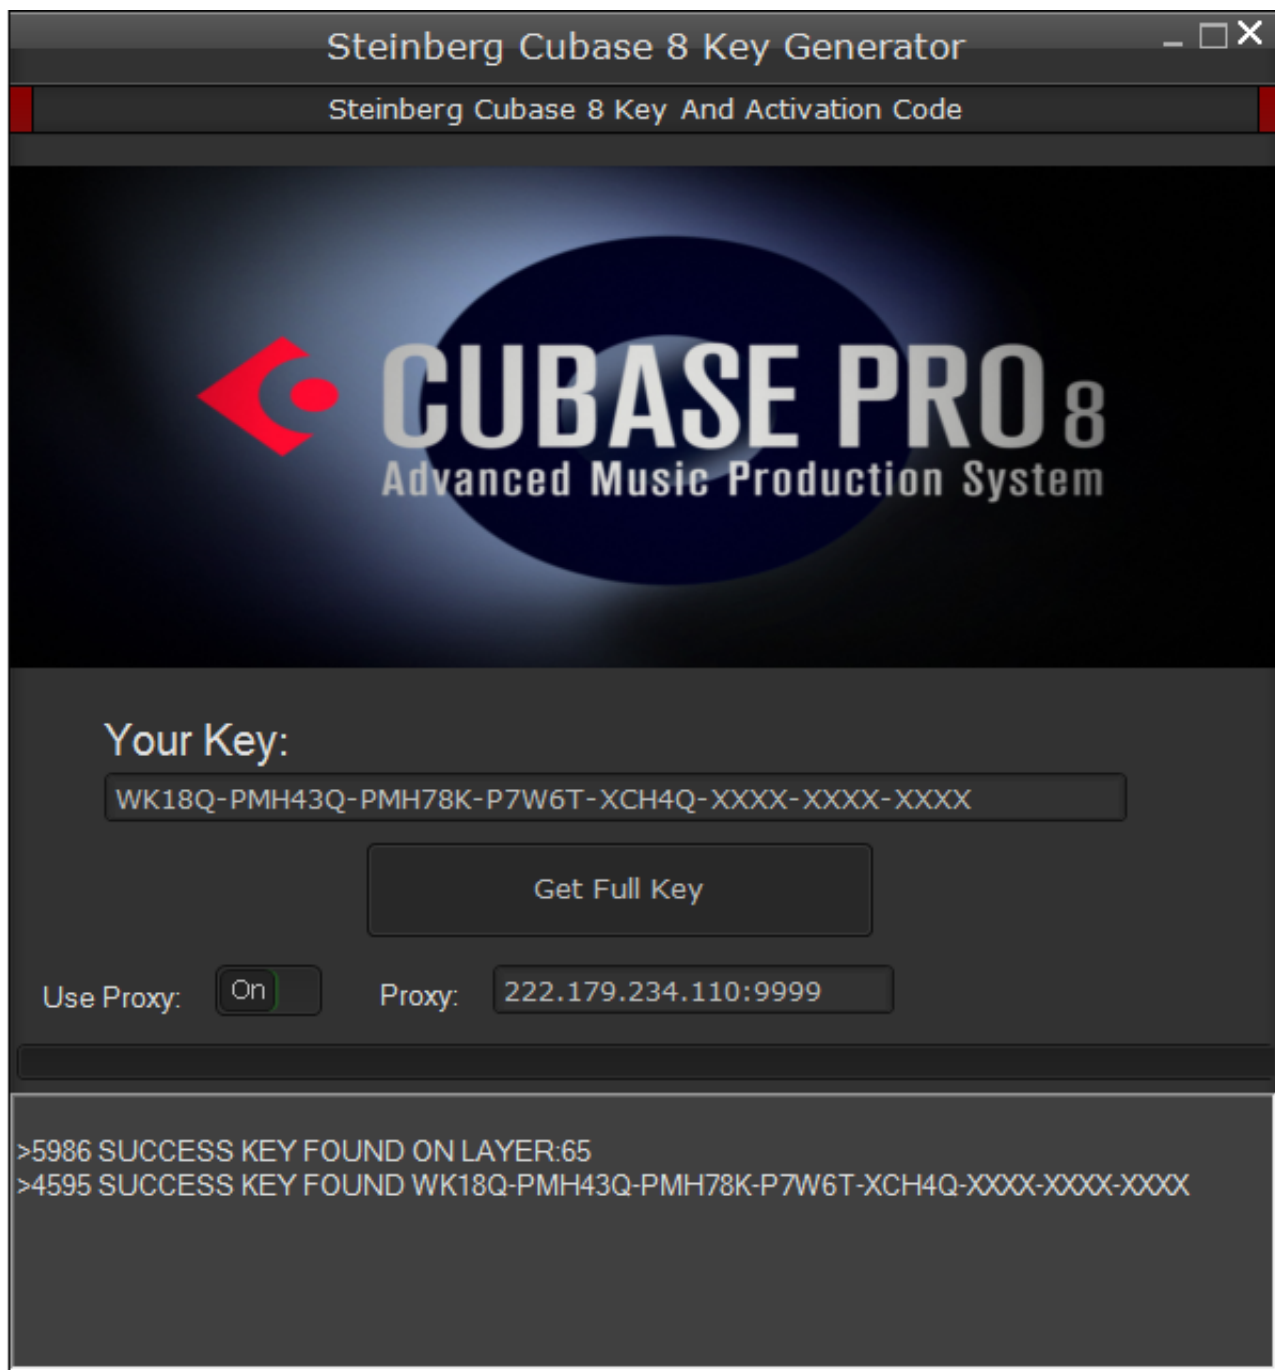 Steinberg Cubase 8 Key Generator
Steinberg Cubase 8 Key And Activation Code
CUBASE PRO 8
Advanced Music Production System
Your Key:
WK18Q-PMH43Q-PMH78K-P7W6T-XCH4Q-XXXX-XXXX-XXXX
Get Full Key
Use Proxy: On Proxy: 222.179.234.110:9999
>5986 SUCCESS KEY FOUND ON LAYER:65
>4595 SUCCESS KEY FOUND WK18Q-PMH43Q-PMH78K-P7W6T-XCH4Q-XXXX-XXXX-XXXX